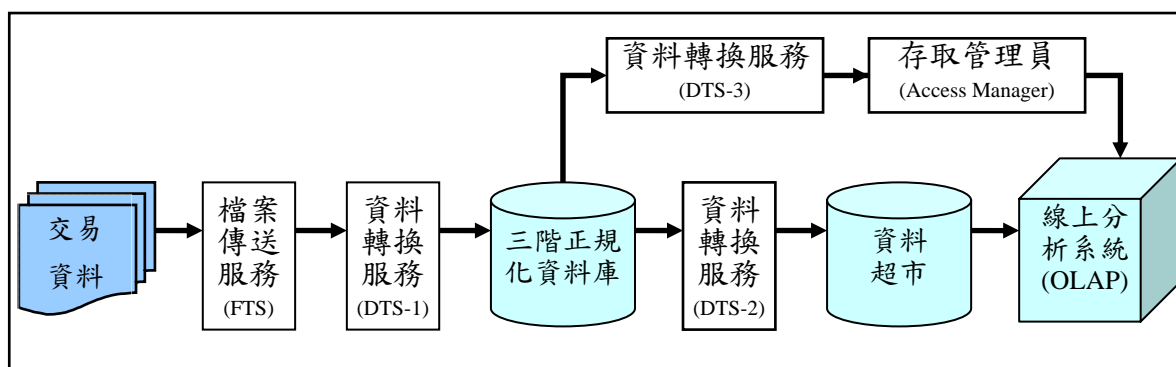 資料轉換服務
(DTS-3)
存取管理員
(Access Manager)
交易
資料
檔案
傳送
服務
(FTS)
資料
轉換
服務
(DTS-1)
三階正規
化資料庫
資料
轉換
服務
(DTS-2)
資料
超市
線上分
析系統
(OLAP)